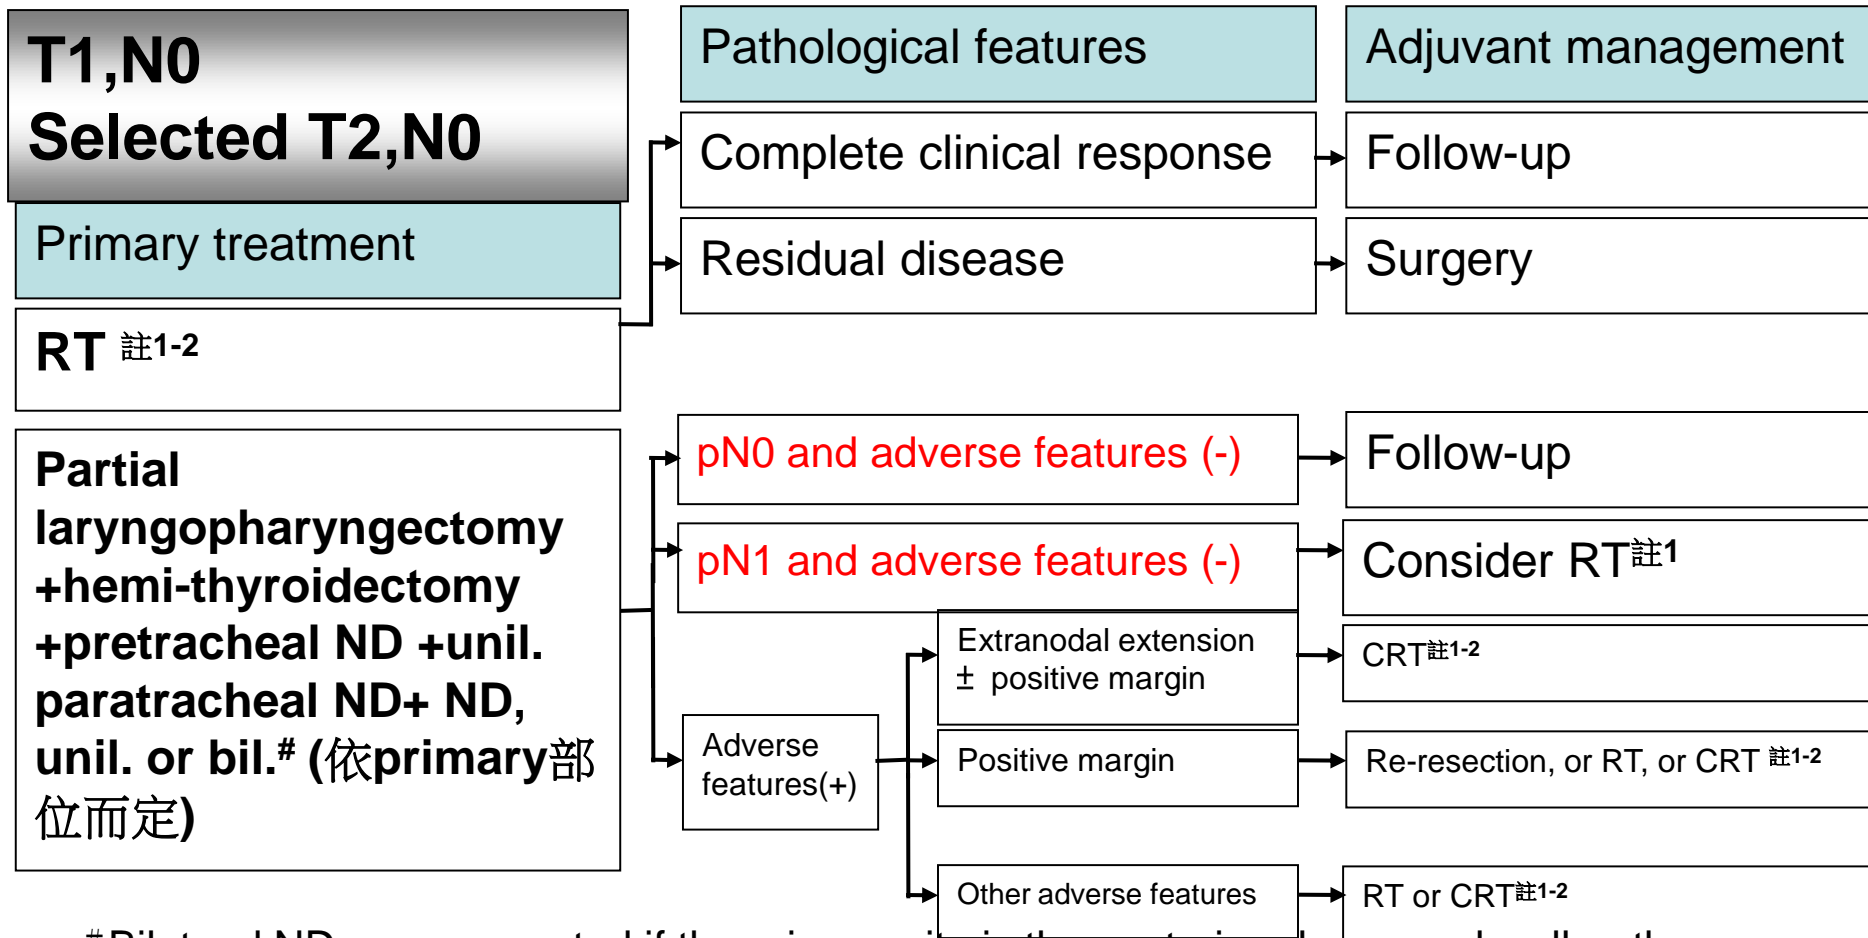 T1,N0
Selected T2,N0
Primary treatment
RT 註1-2
Pathological features
Adjuvant management
Complete clinical response
Follow-up
Residual disease
Surgery
Partial
laryngopharyngectomy
+hemi-thyroidectomy
+pretracheal ND +unil.
paratracheal ND+ ND,
unil. or bil.# (依primary部
位而定)
pN0 and adverse features (-)
Follow-up
pN1 and adverse features (-)
Consider RT註1
Adverse
features(+)
Extranodal extension
± positive margin
CRT註1-2
Positive margin
Re-resection, or RT, or CRT 註1-2
Other adverse features
RT or CRT註1-2